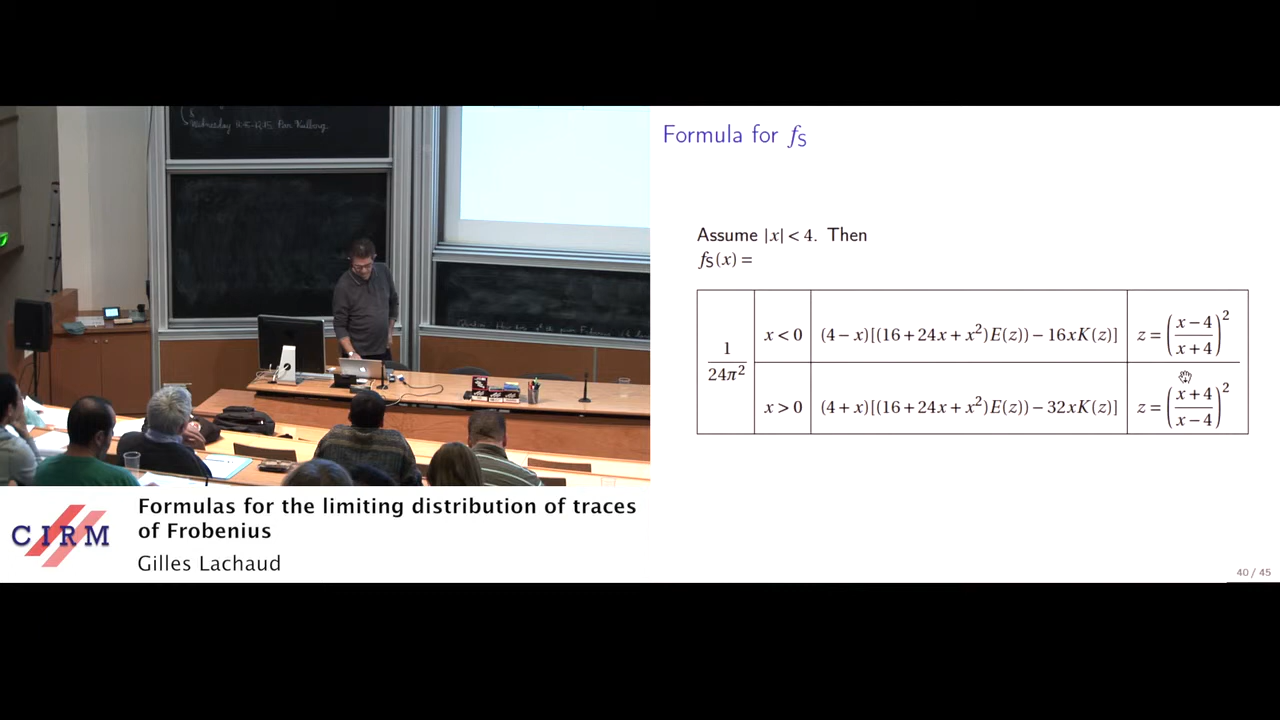 Wednesday
Formula for fS
Assume |x| < 4. Then
fS(x) =
1/(24π²)
x < 0 (4 − x)[(16 + 24x + x²)E(z)) − 16xK(z)] z = ((x − 4)/(x + 4))²
x > 0 (4 + x)[(16 + 24x + x²)E(z)) − 32xK(z)] z = ((x + 4)/(x − 4))²
40 / 45
CIRM
Formulas for the limiting distribution of traces
of Frobenius
Gilles Lachaud